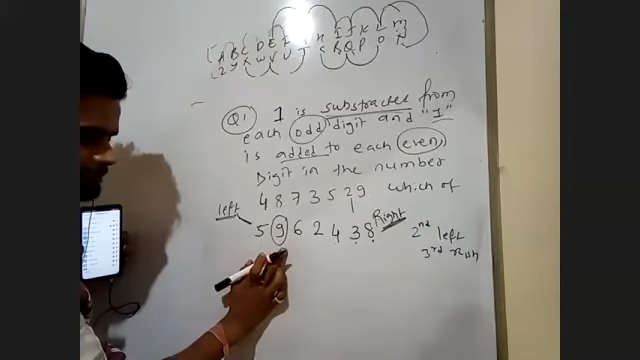 A B C D E F G H I J K L M
Z Y X W V U T S R Q P O N
Q1 1 is substracted from
each odd digit and "1"
is added to each even,
Digit in the number
4 8 7 3 5 2 9 which of
left
5 9 6 2 4 3 8 Right
2nd left
3rd